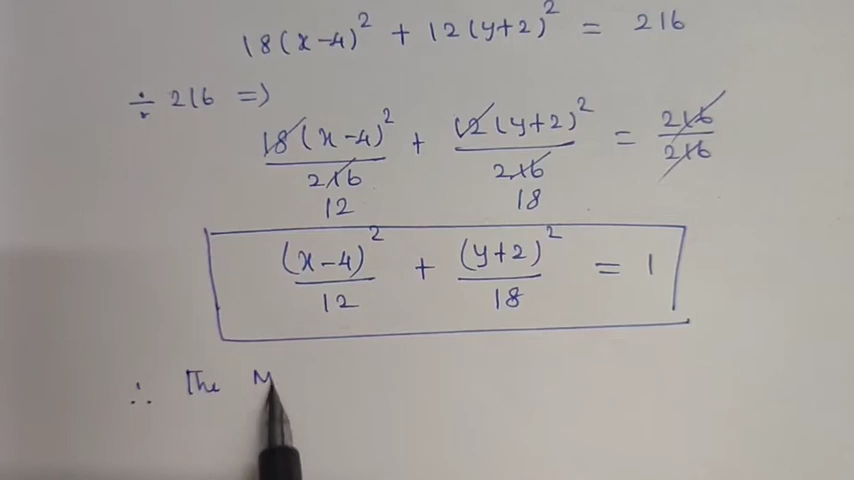 18(x-4)² + 12(y+2)² = 216
÷ 216 ⇒
18(x-4)²/216 + 12(y+2)²/216 = 216/216
12 18
(x-4)²/12 + (y+2)²/18 = 1
∴ The M